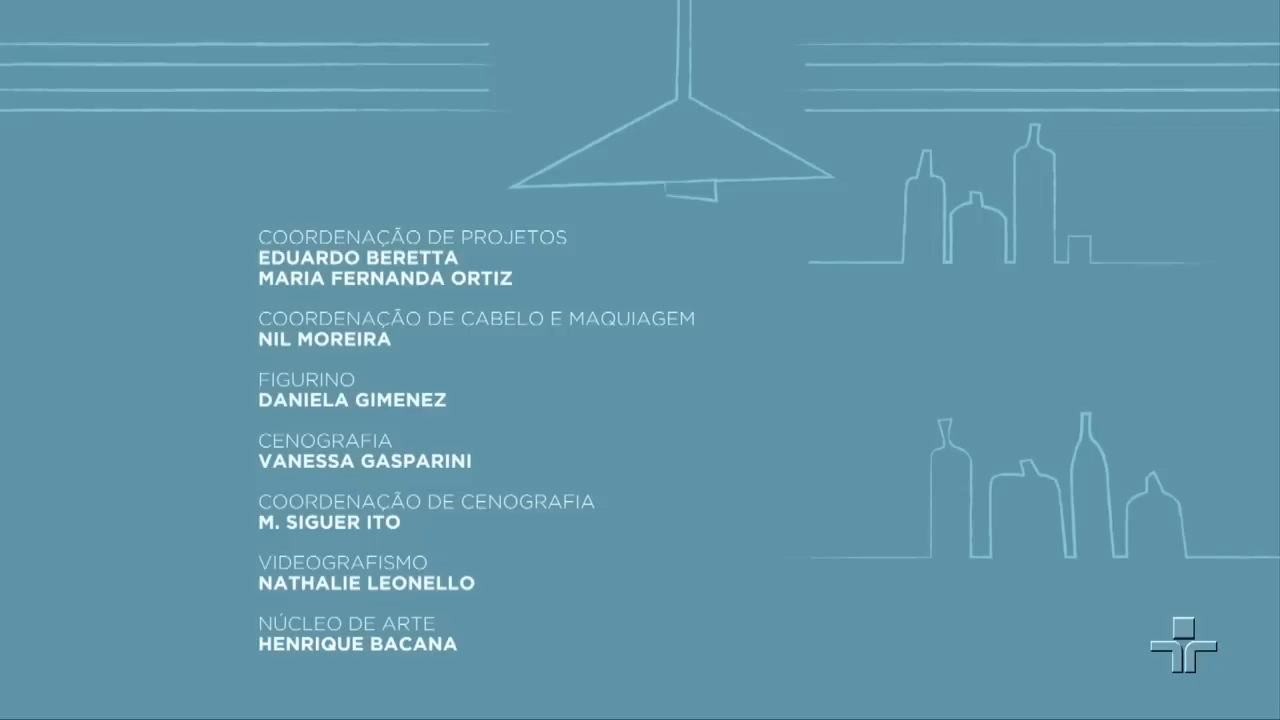 COORDENAÇÃO DE PROJETOS
EDUARDO BERETTA
MARIA FERNANDA ORTIZ
COORDENAÇÃO DE CABELO E MAQUIAGEM
NIL MOREIRA
FIGURINO
DANIELA GIMENEZ
CENOGRAFIA
VANESSA GASPARINI
COORDENAÇÃO DE CENOGRAFIA
M. SIGUER ITO
VIDEOGRAFISMO
NATHALIE LEONELLO
NÚCLEO DE ARTE
HENRIQUE BACANA